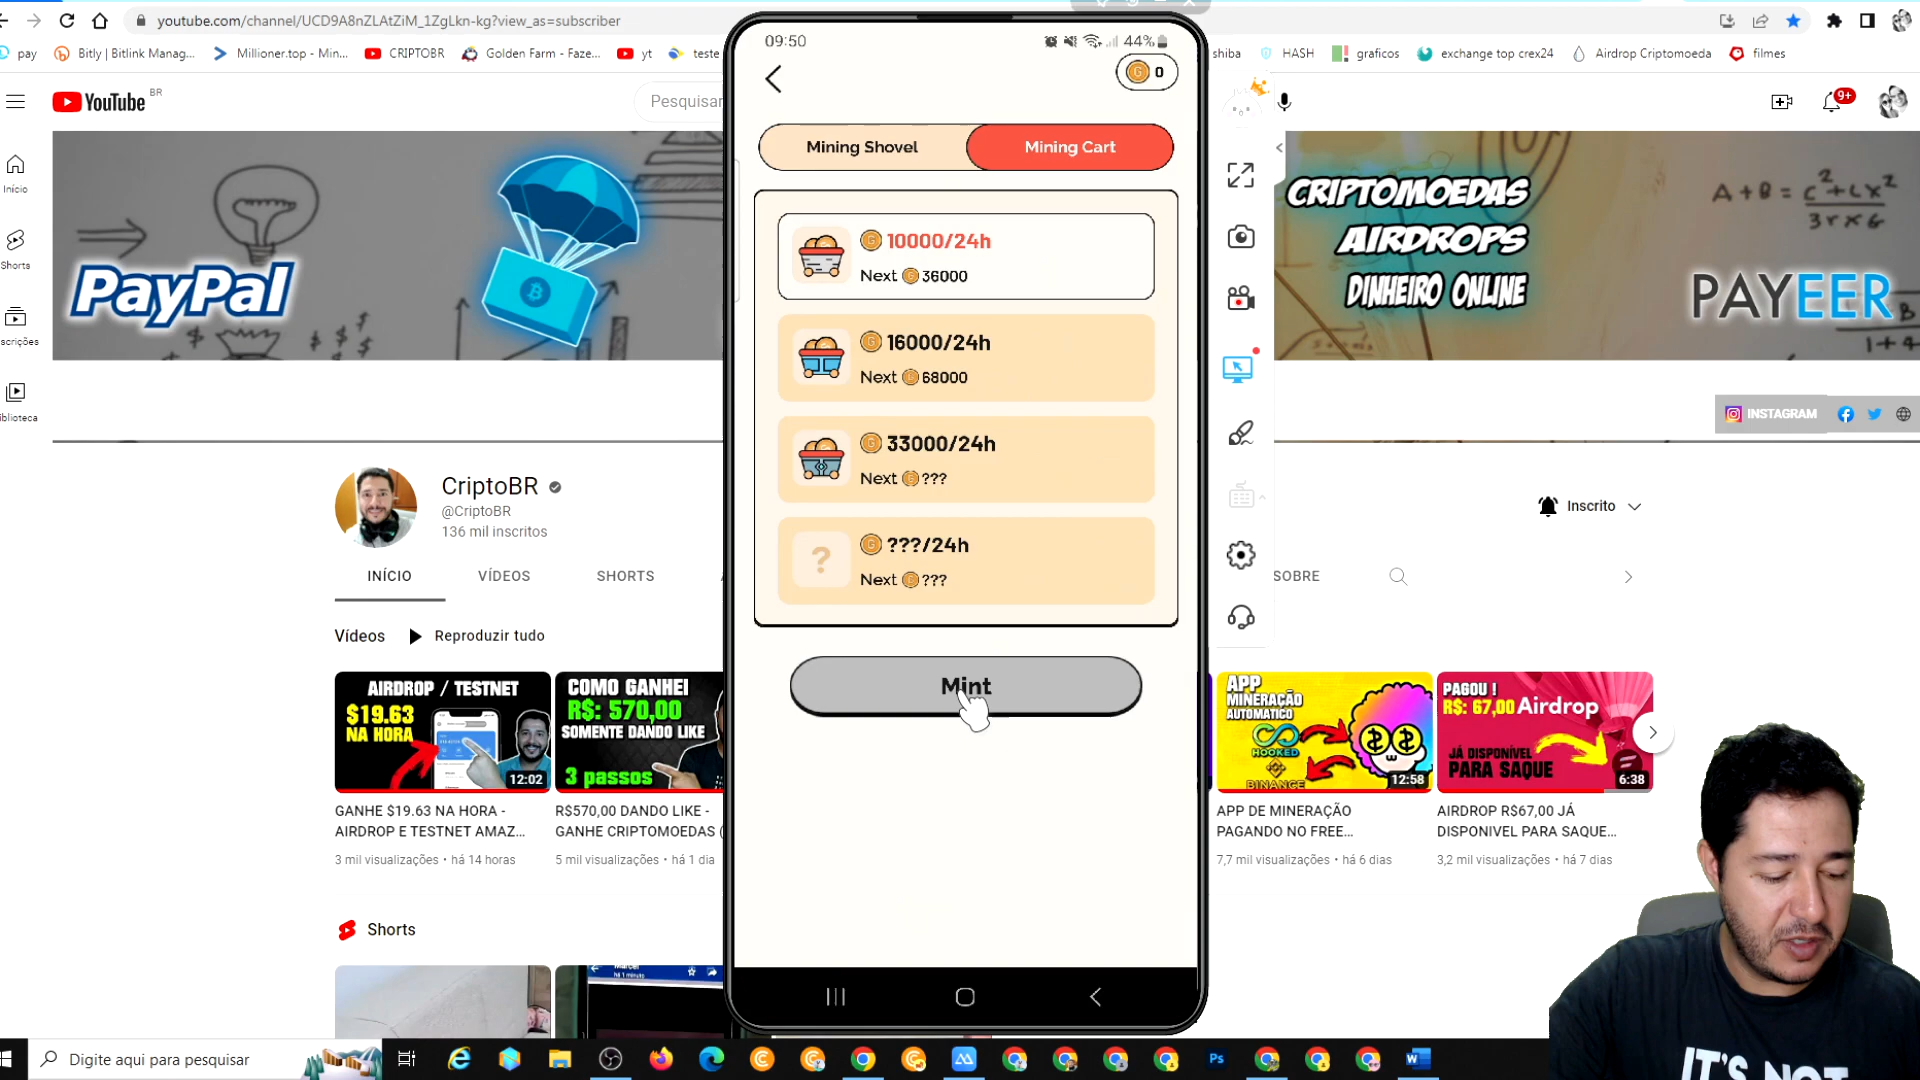 youtube.com/channel/UCD9A8nZLAtZiM_1ZgLkn-kg?view_as=subscriber
pay
Bitly | Bitlink Manag...
Millioner.top - Min...
CRIPTOBR
Golden Farm - Faze...
yt
teste
shiba
HASH
graficos
exchange top crex24
Airdrop Criptomoeda
filmes
YouTube BR
Pesquisar
9+
Início
Shorts
scrições
blioteca
PayPal
CRIPTOMOEDAS
AIRDROPS
DINHEIRO ONLINE
PAYEER
INSTAGRAM
CriptoBR
@CriptoBR
136 mil inscritos
Inscrito
INÍCIO
VÍDEOS
SHORTS
SOBRE
Vídeos
Reproduzir tudo
AIRDROP / TESTNET
$19.63
NA HORA
12:02
COMO GANHEI
R$: 570,00
SOMENTE DANDO LIKE
3 passos
APP
MINERAÇÃO
AUTOMATICO
HOOKED
BINANCE
12:58
PAGOU !
R$: 67,00 Airdrop
JÁ DISPONIVEL
PARA SAQUE
6:38
GANHE $19.63 NA HORA -
AIRDROP E TESTNET AMAZ...
3 mil visualizações • há 14 horas
R$570,00 DANDO LIKE -
GANHE CRIPTOMOEDAS (
5 mil visualizações • há 1 dia
APP DE MINERAÇÃO
PAGANDO NO FREE...
7,7 mil visualizações • há 6 dias
AIRDROP R$67,00 JÁ
DISPONIVEL PARA SAQUE...
3,2 mil visualizações • há 7 dias
Shorts
09:50
44%
0
Mining Shovel
Mining Cart
10000/24h
Next 36000
16000/24h
Next 68000
33000/24h
Next ???
?
???/24h
Next ???
Mint
IT'S NOT
Digite aqui para pesquisar